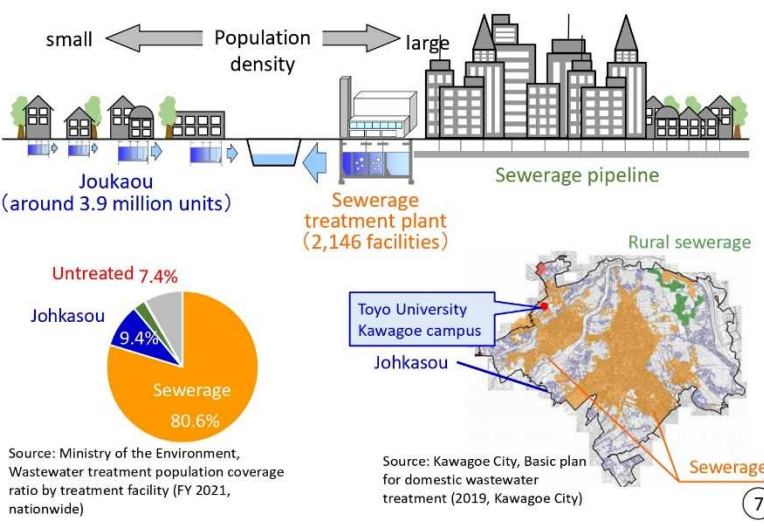 small
Population
density
large
Joukaou
(around 3.9 million units)
Sewerage
treatment plant
(2,146 facilities)
Sewerage pipeline
Untreated 7.4%
Johkasou
9.4%
Sewerage
80.6%
Source: Ministry of the Environment,
Wastewater treatment population coverage
ratio by treatment facility (FY 2021,
nationwide)
Rural sewerage
Toyo University
Kawagoe campus
Johkasou
Source: Kawagoe City, Basic plan
for domestic wastewater
treatment (2019, Kawagoe City)
Sewerage
7